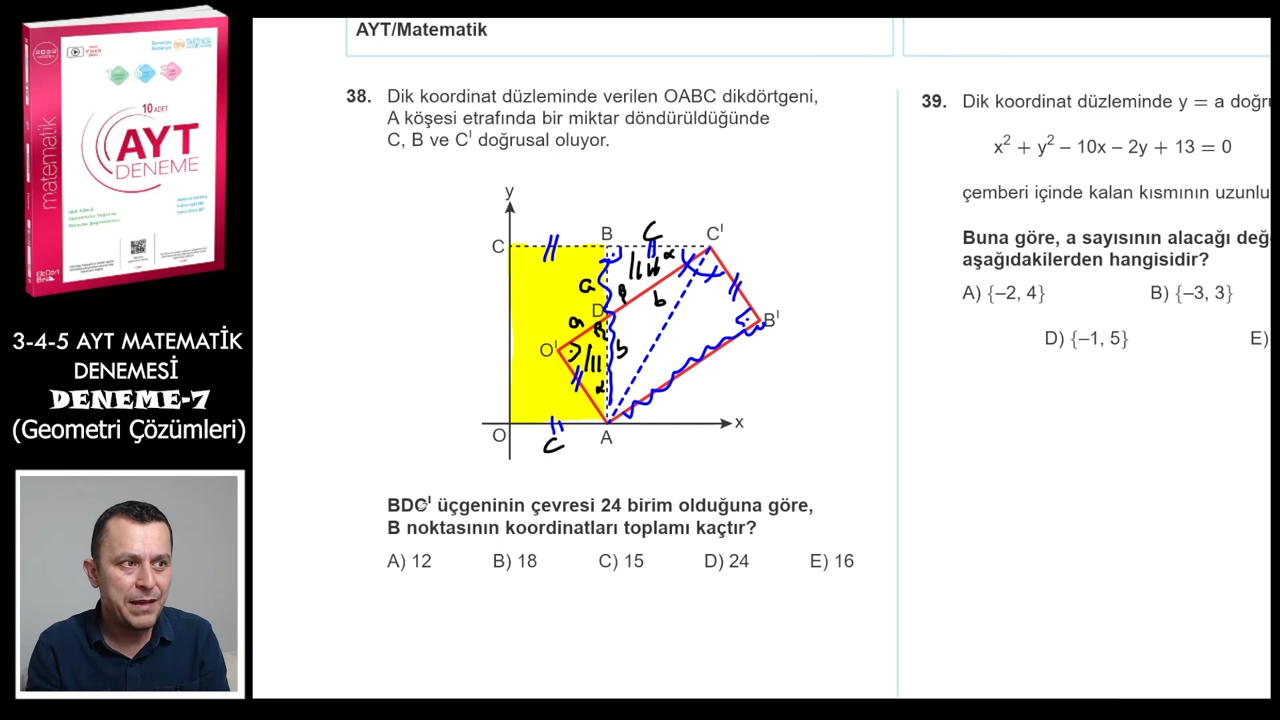 matematik
10 ADET
AYT
DENEME
3-4-5 AYT MATEMATİK
DENEMESİ
DENEME-7
(Geometri Çözümleri)
AYT/Matematik
38. Dik koordinat düzleminde verilen OABC dikdörtgeni,
A köşesi etrafında bir miktar döndürüldüğünde
C, B ve C' doğrusal oluyor.
y
C
B
c
C'
α
a
β
b
D
a
β
b
O'
B'
α
O
c
A
x
BDC' üçgeninin çevresi 24 birim olduğuna göre,
B noktasının koordinatları toplamı kaçtır?
A) 12 B) 18 C) 15 D) 24 E) 16
39. Dik koordinat düzleminde y = a doğru
x² + y² – 10x – 2y + 13 = 0
çemberi içinde kalan kısmının uzunlu
Buna göre, a sayısının alacağı değe
aşağıdakilerden hangisidir?
A) {–2, 4} B) {–3, 3}
D) {–1, 5} E)